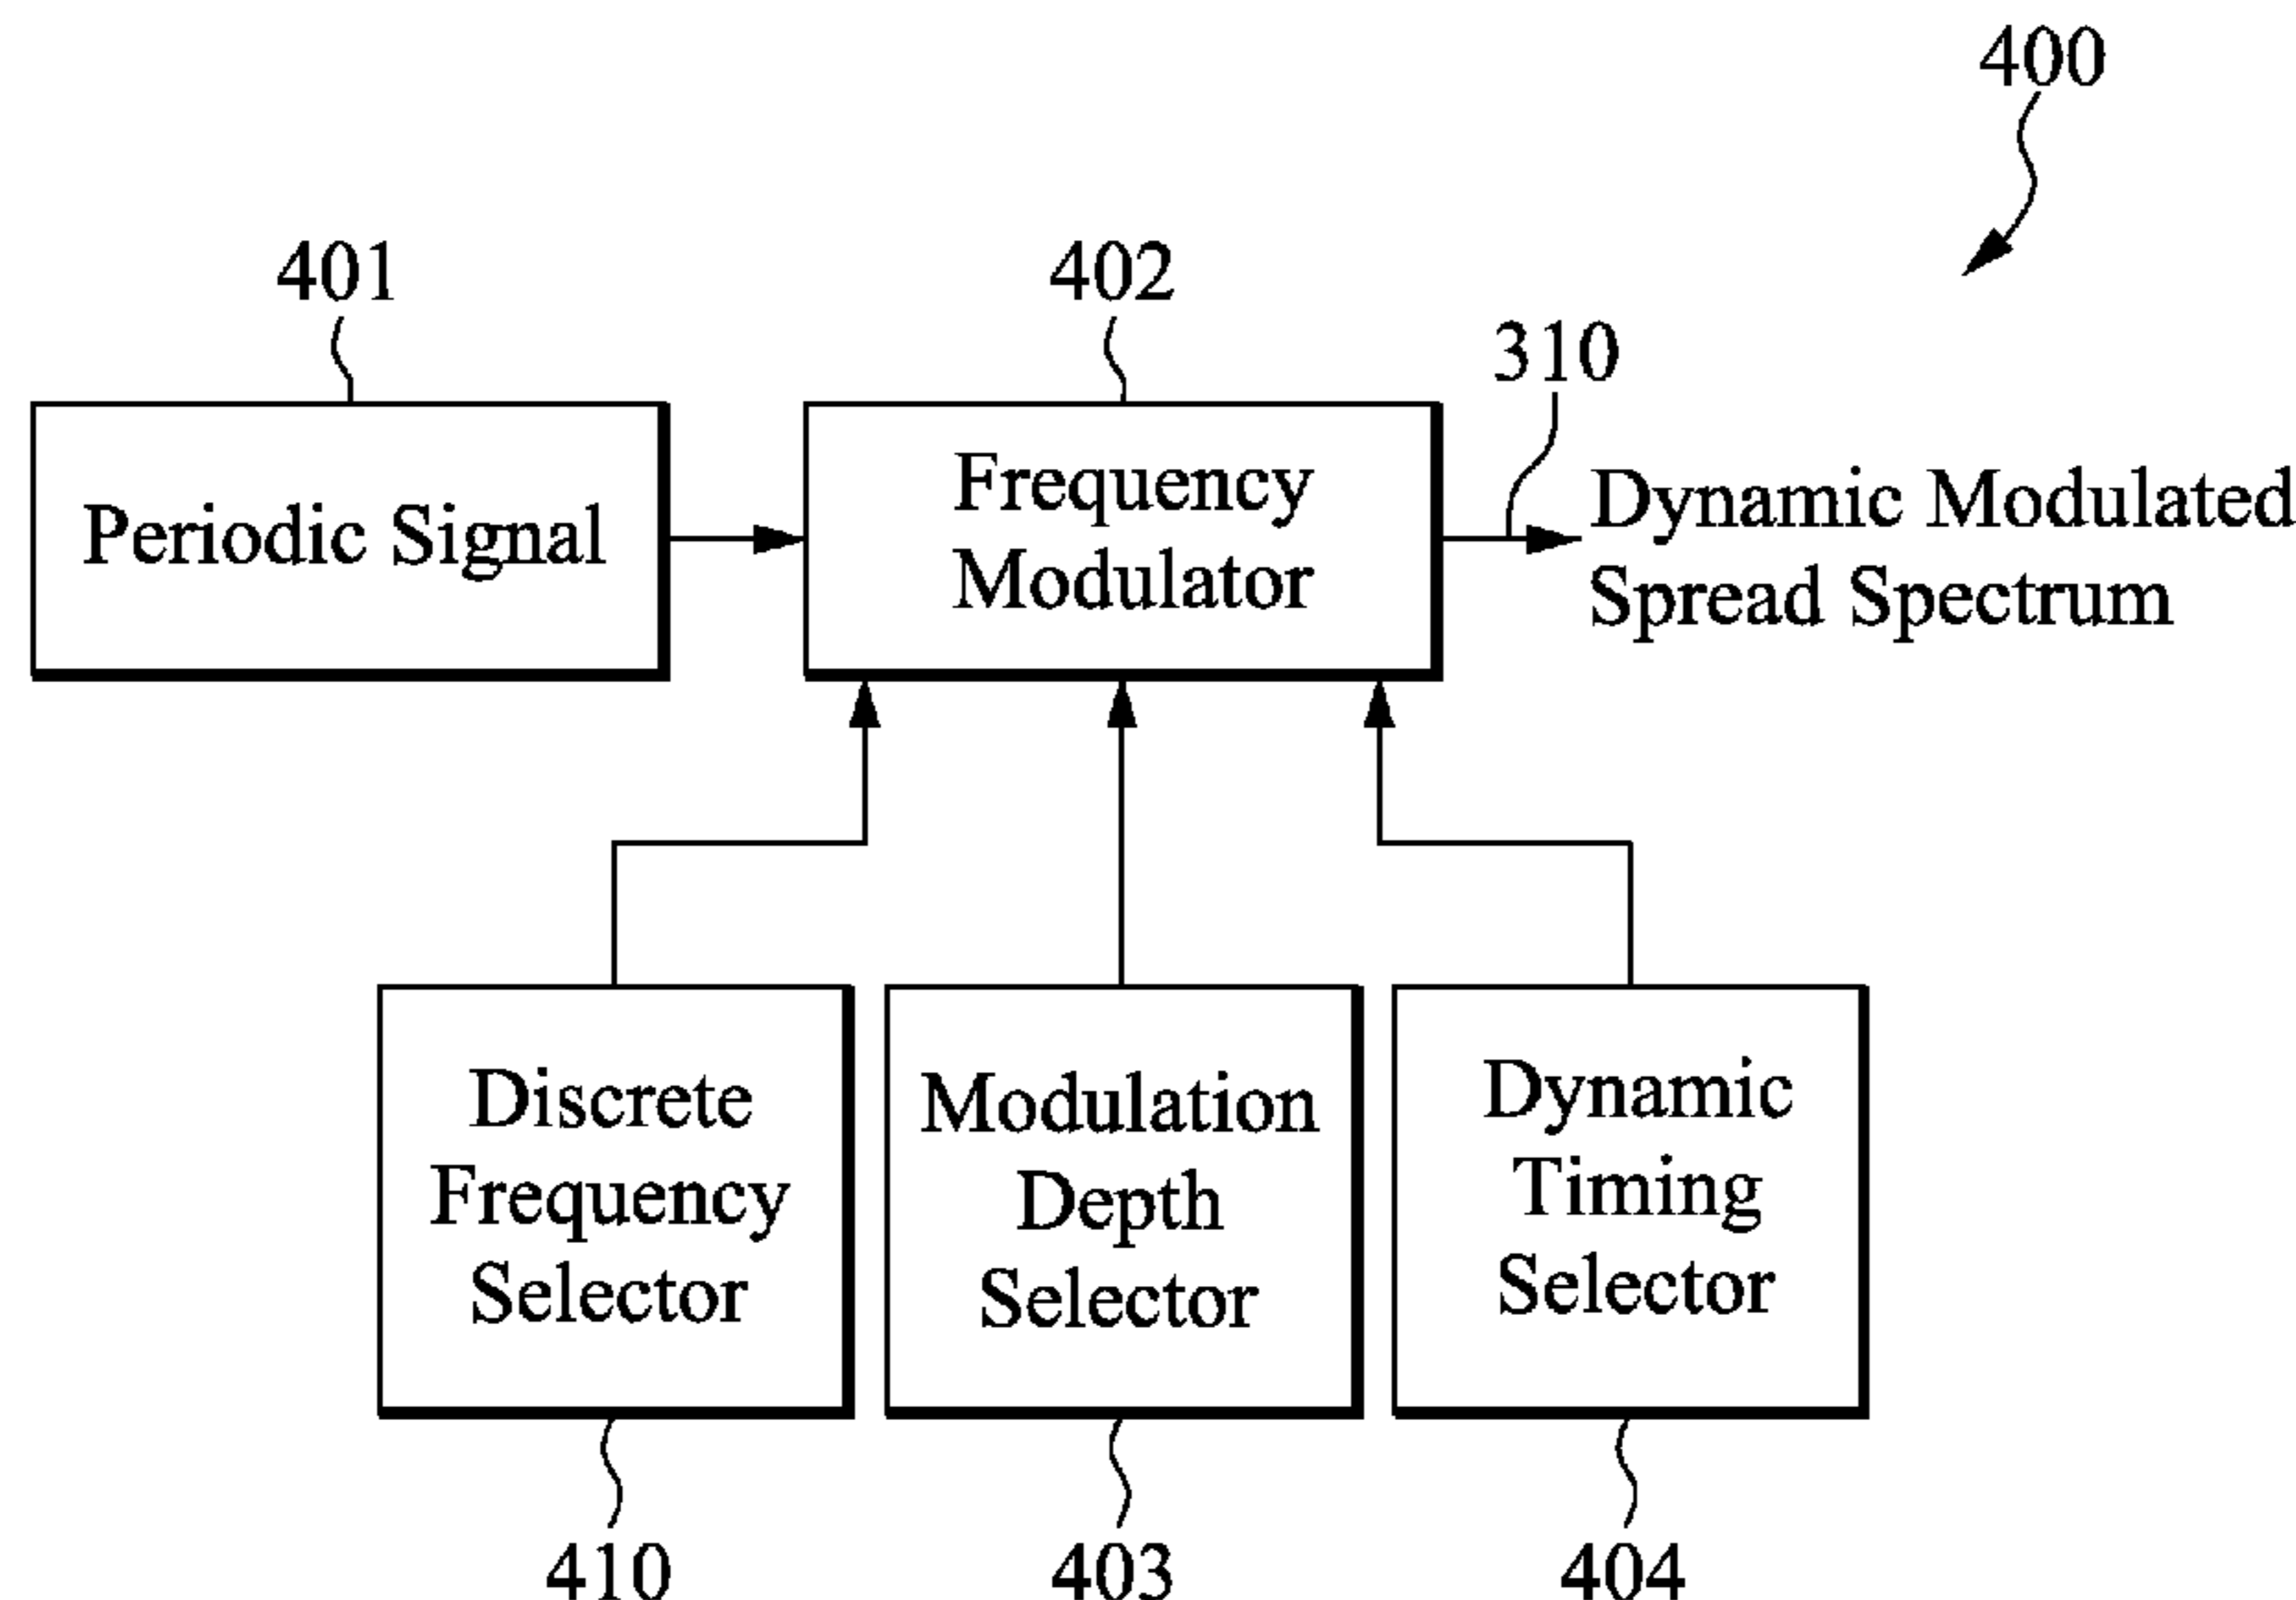 400
401
402
310
Periodic Signal
Frequency
Modulator
Dynamic Modulated
Spread Spectrum
Discrete
Frequency
Selector
Modulation
Depth
Selector
Dynamic
Timing
Selector
410
403
404